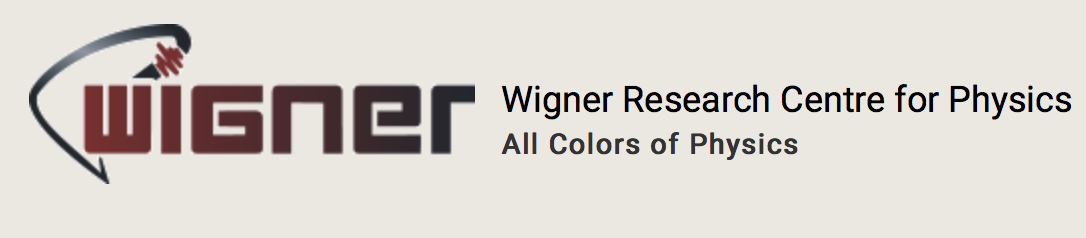 wigner
Wigner Research Centre for Physics
All Colors of Physics